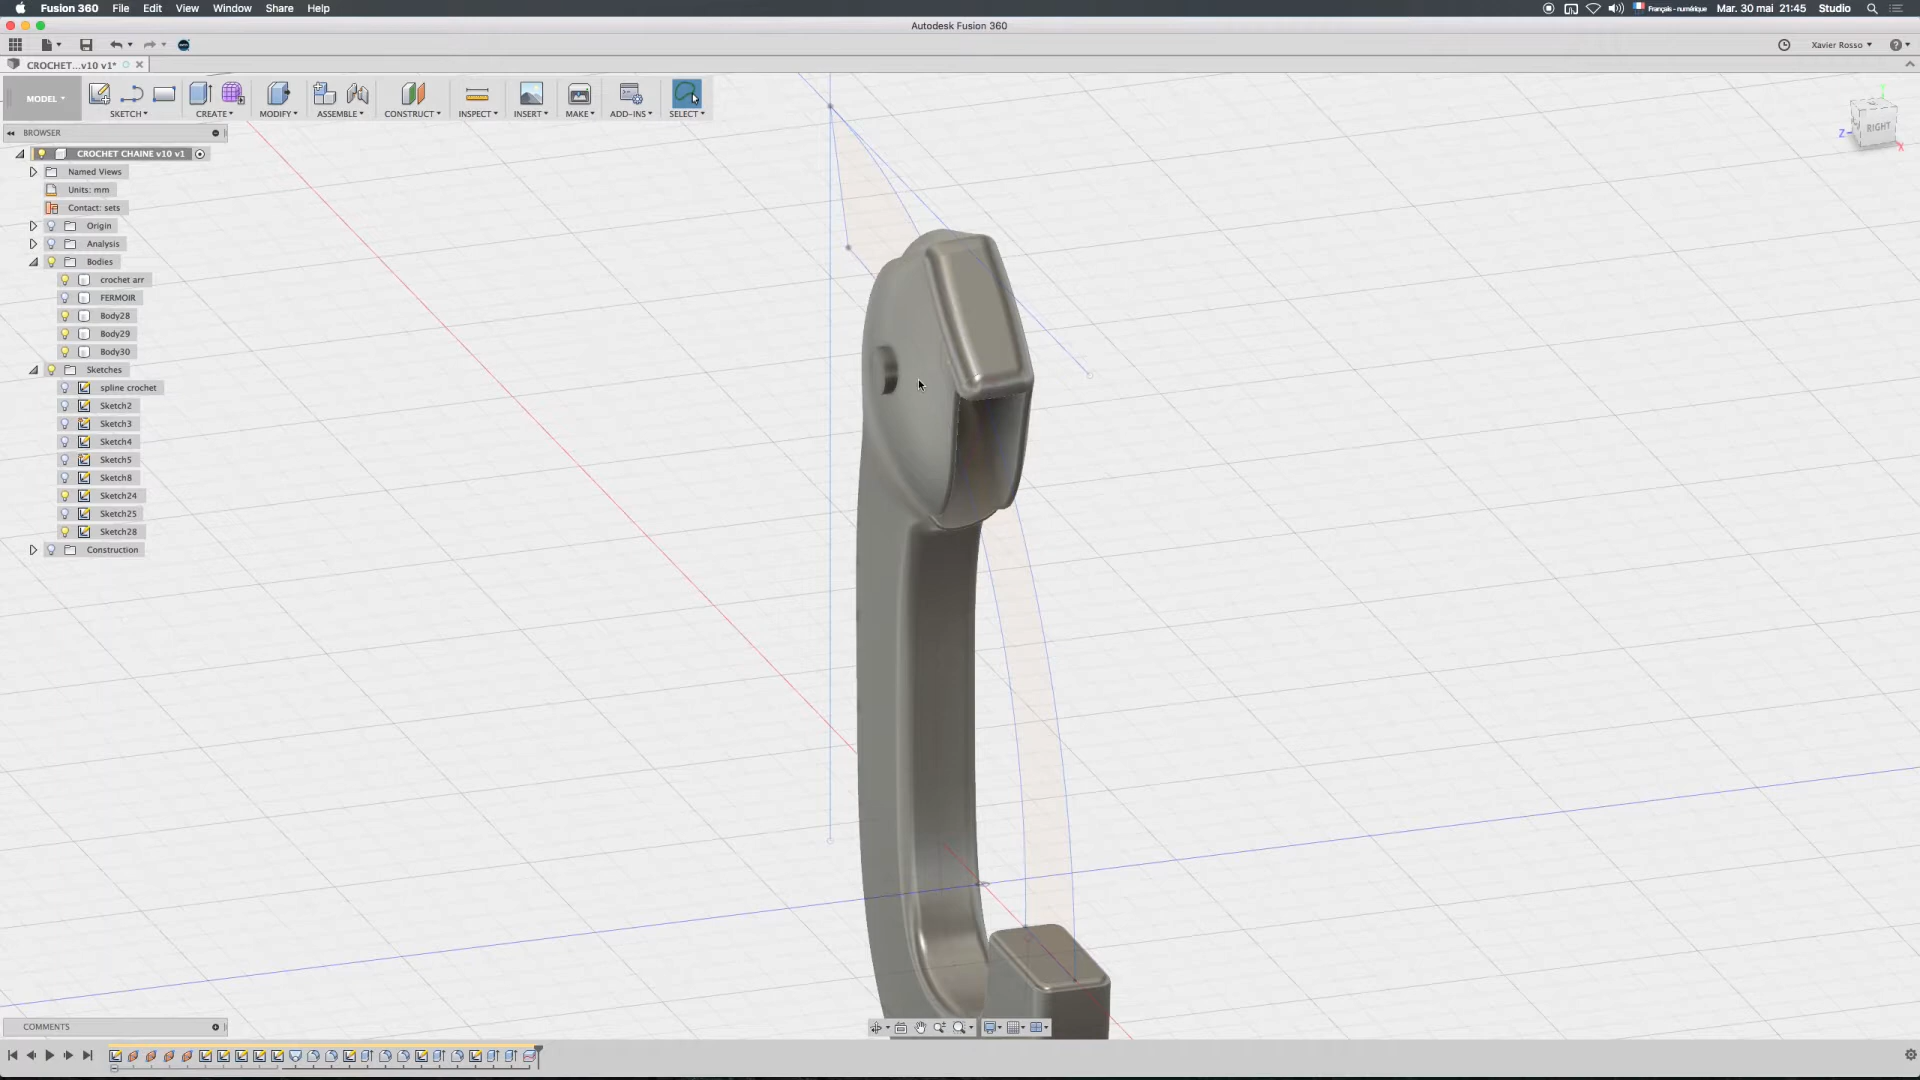 Fusion 360 File Edit View Window Share Help
Français - numérique Mar. 30 mai 21:45 Studio
Autodesk Fusion 360
Xavier Rosso
CROCHET...v10 v1*
MODEL
SKETCH CREATE MODIFY ASSEMBLE CONSTRUCT INSPECT INSERT MAKE ADD-INS SELECT
BROWSER
CROCHET CHAINE v10 v1
Named Views
Units: mm
Contact: sets
Origin
Analysis
Bodies
crochet arr
FERMOIR
Body28
Body29
Body30
Sketches
spline crochet
Sketch2
Sketch3
Sketch4
Sketch5
Sketch8
Sketch24
Sketch25
Sketch28
Construction
RIGHT
Z
X
COMMENTS